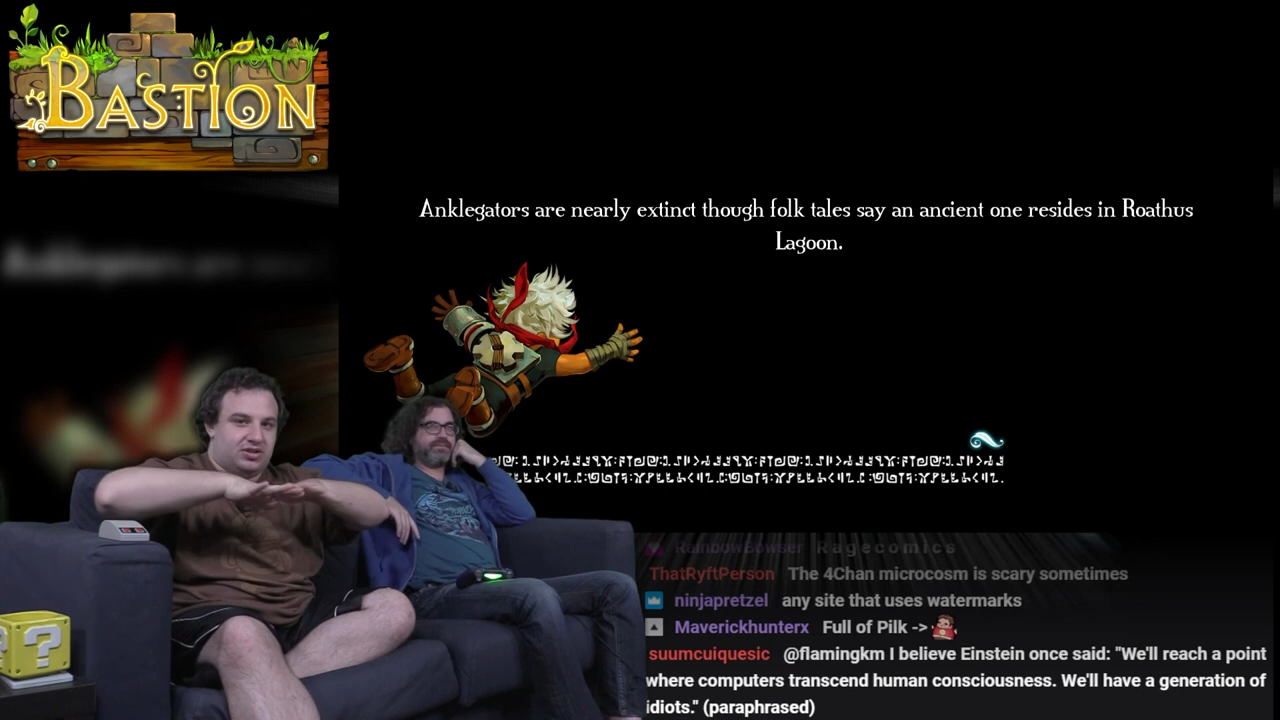 BASTION
Anklegators are nearly extinct though folk tales say an ancient one resides in Roathus
Lagoon.
RainbowBowser Ragecomics
ThatRyftPerson The 4Chan microcosm is scary sometimes
ninjapretzel any site that uses watermarks
Maverickhunterx Full of Pilk ->
suumcuiquesic @flamingkm I believe Einstein once said: "We'll reach a point
where computers transcend human consciousness. We'll have a generation of
idiots." (paraphrased)
?